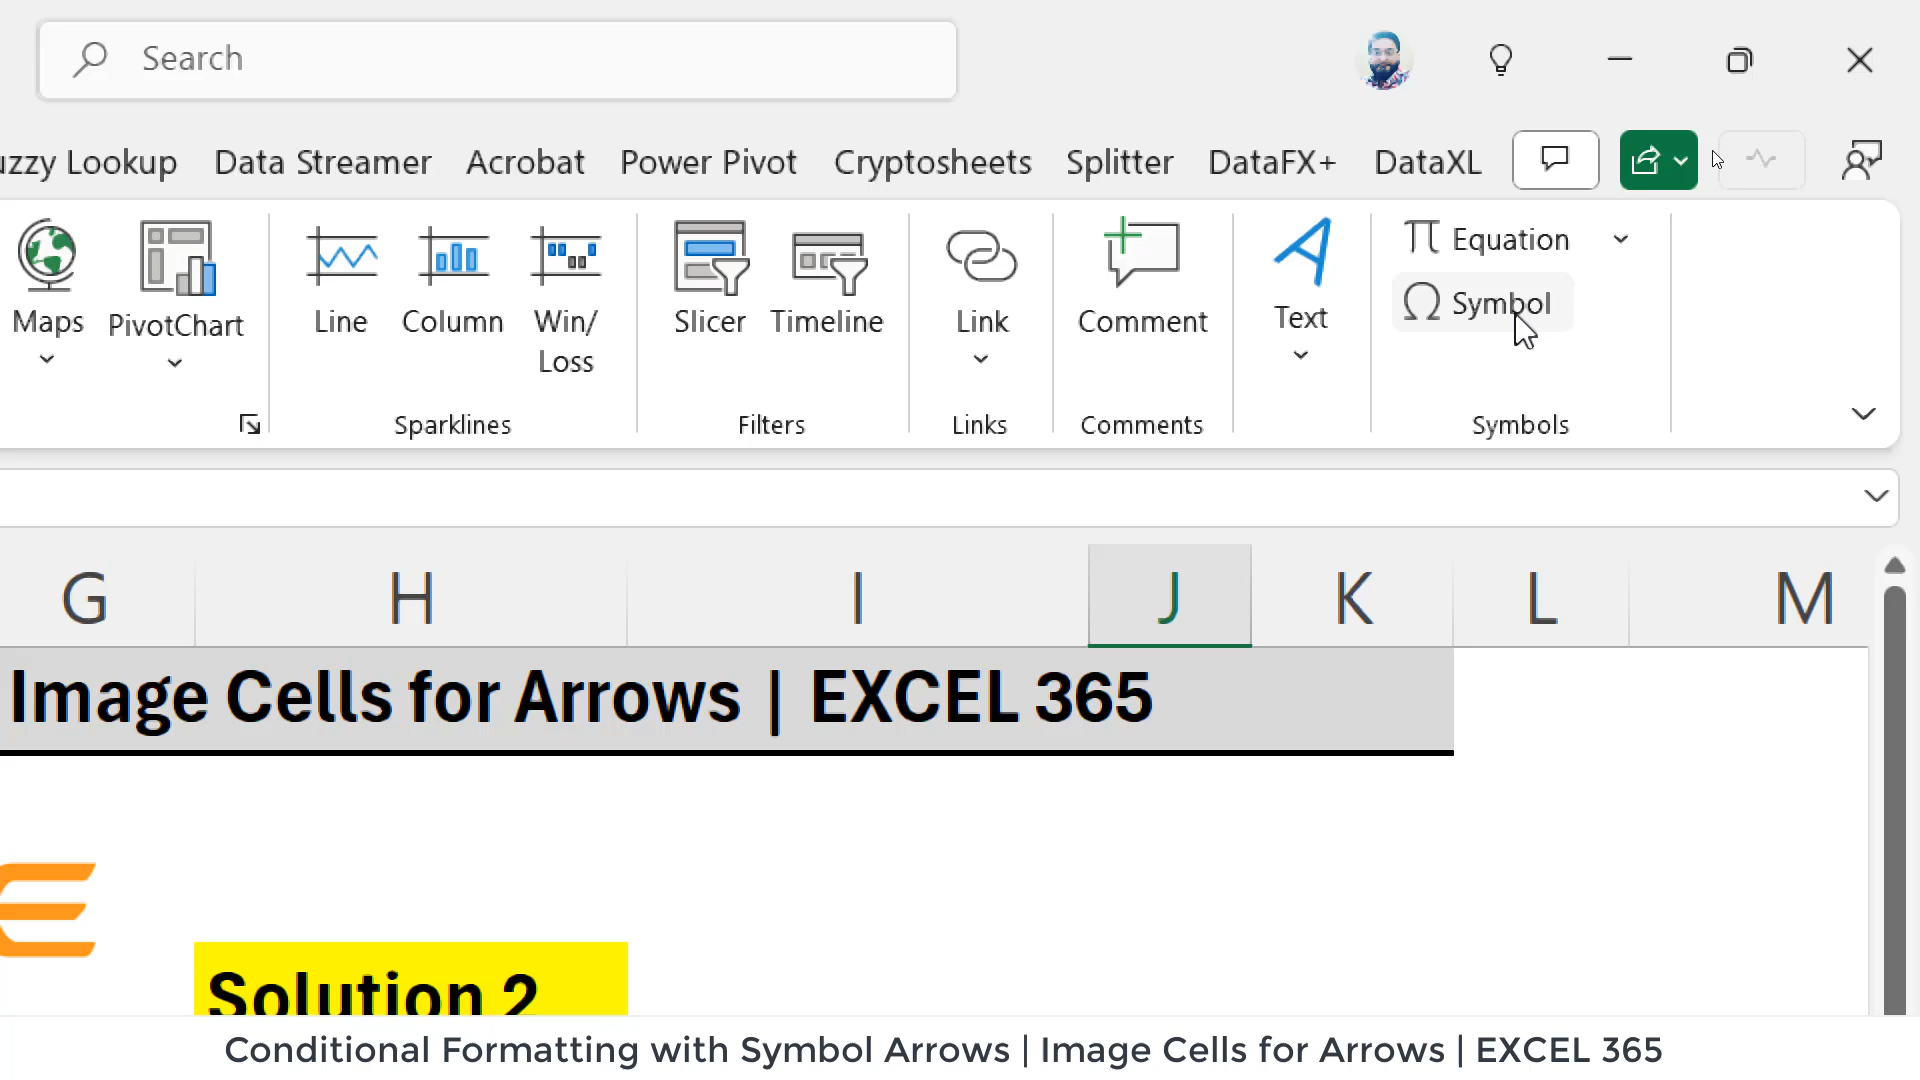 Search
uzzy Lookup Data Streamer Acrobat Power Pivot Cryptosheets Splitter DataFX+ DataXL
Equation
Symbol
Maps PivotChart Line Column Win/ Slicer Timeline Link Comment Text
Loss
Sparklines Filters Links Comments Symbols
G H I J K L M
Image Cells for Arrows | EXCEL 365
Solution 2
Conditional Formatting with Symbol Arrows | Image Cells for Arrows | EXCEL 365